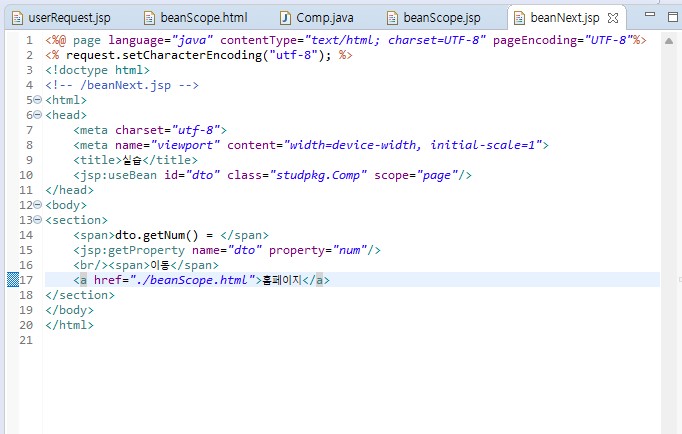 userRequest.jsp beanScope.html Comp.java beanScope.jsp beanNext.jsp
1 <%@ page language="java" contentType="text/html; charset=UTF-8" pageEncoding="UTF-8"%>
2 <% request.setCharacterEncoding("utf-8"); %>
3 <!doctype html>
4 <!-- /beanNext.jsp -->
5 <html>
6 <head>
7 <meta charset="utf-8">
8 <meta name="viewport" content="width=device-width, initial-scale=1">
9 <title>실습</title>
10 <jsp:useBean id="dto" class="studpkg.Comp" scope="page"/>
11 </head>
12 <body>
13 <section>
14 <span>dto.getNum() = </span>
15 <jsp:getProperty name="dto" property="num"/>
16 <br/><span>이동</span>
17 <a href="./beanScope.html">홈페이지</a>
18 </section>
19 </body>
20 </html>
21